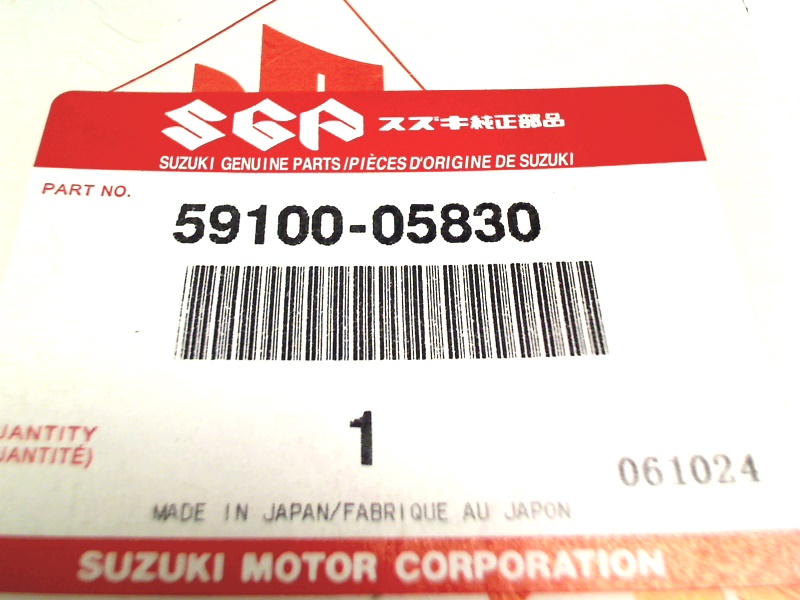 SGP スズキ純正部品
SUZUKI GENUINE PARTS/PIÈCES D'ORIGINE DE SUZUKI
PART NO.
59100-05830
UANTITY
UANTITÉ)
1
061024
MADE IN JAPAN/FABRIQUE AU JAPON
SUZUKI MOTOR CORPORATION